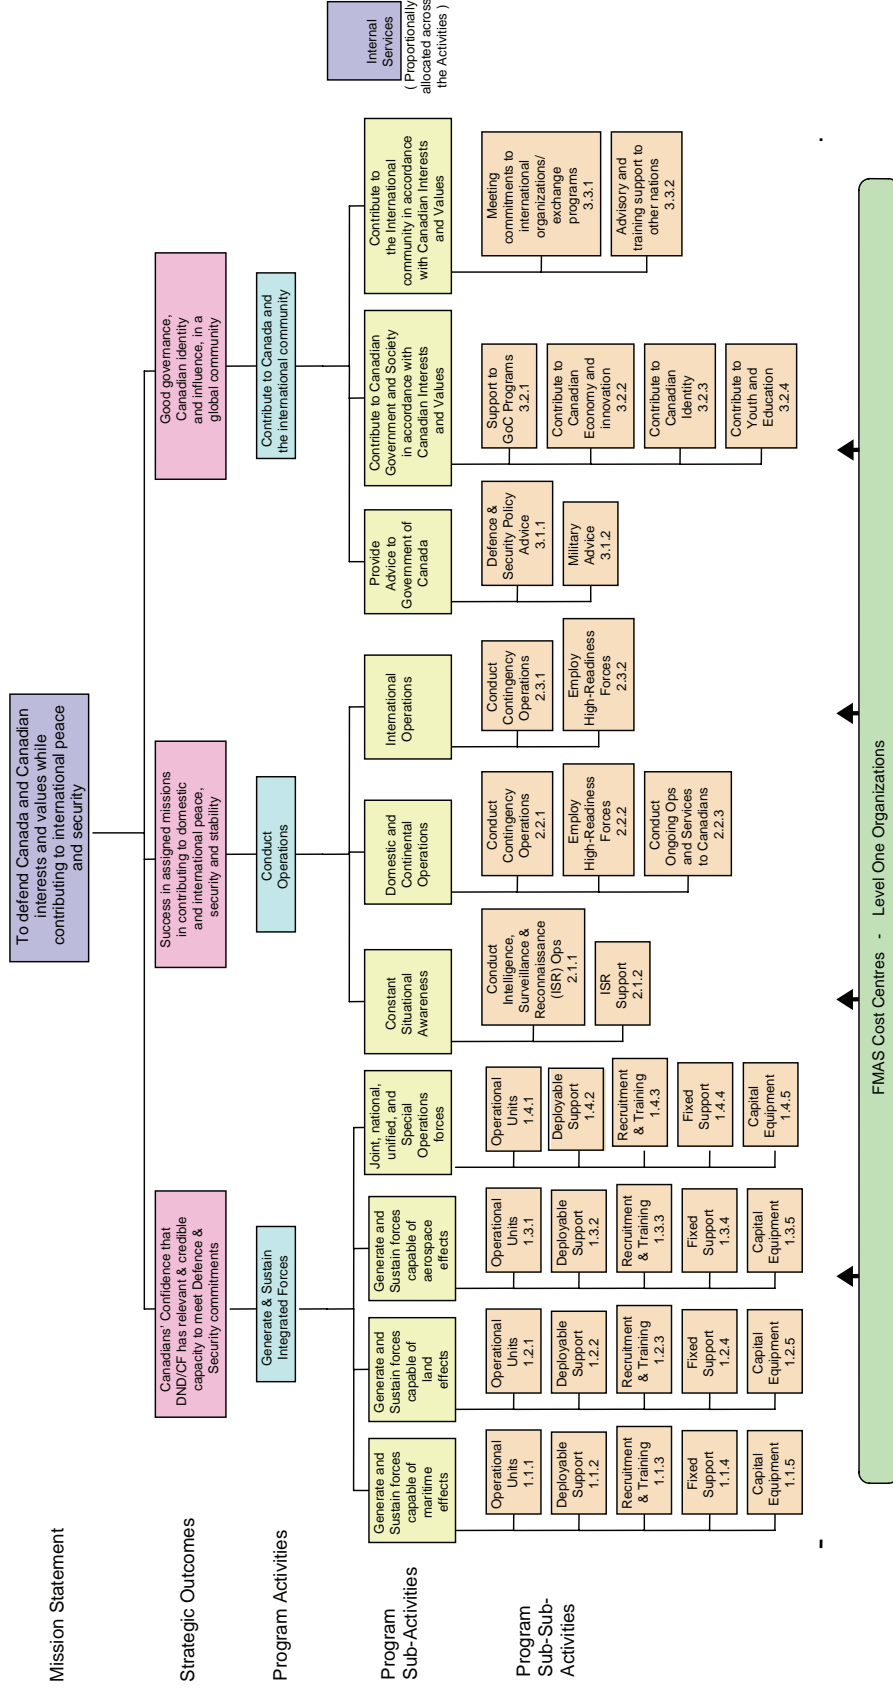 Mission Statement
To defend Canada and Canadian
interests and values while
contributing to international peace
and security
Strategic Outcomes
Canadians' Confidence that
DND/CF has relevant & credible
capacity to meet Defence &
Security commitments
Success in assigned missions
in contributing to domestic
and international peace,
security and stability
Good governance,
Canadian identity
and influence, in a
global community
Program Activities
Generate & Sustain
Integrated Forces
Conduct
Operations
Contribute to Canada and
the international community
Internal
Services
( Proportionally
allocated across
the Activities )
Program
Sub-Activities
Generate and
Sustain forces
capable of
maritime
effects
Generate and
Sustain forces
capable of
land
effects
Generate and
Sustain forces
capable of
aerospace
effects
Joint, national,
unified, and
Special
Operations
forces
Constant
Situational
Awareness
Domestic and
Continental
Operations
International
Operations
Provide
Advice to
Government of
Canada
Contribute to Canadian
Government and Society
in accordance with
Canadian Interests
and Values
Contribute to
the International
community in accordance
with Canadian Interests
and Values
Program
Sub-Sub-
Activities
Operational
Units
1.1.1
Deployable
Support
1.1.2
Recruitment
& Training
1.1.3
Fixed
Support
1.1.4
Capital
Equipment
1.1.5
Operational
Units
1.2.1
Deployable
Support
1.2.2
Recruitment
& Training
1.2.3
Fixed
Support
1.2.4
Capital
Equipment
1.2.5
Operational
Units
1.3.1
Deployable
Support
1.3.2
Recruitment
& Training
1.3.3
Fixed
Support
1.3.4
Capital
Equipment
1.3.5
Operational
Units
1.4.1
Deployable
Support
1.4.2
Recruitment
& Training
1.4.3
Fixed
Support
1.4.4
Capital
Equipment
1.4.5
Conduct
Intelligence,
Surveillance &
Reconnaissance
(ISR) Ops
2.1.1
ISR
Support
2.1.2
Conduct
Contingency
Operations
2.2.1
Employ
High-Readiness
Forces
2.2.2
Conduct
Ongoing Ops
and Services
to Canadians
2.2.3
Conduct
Contingency
Operations
2.3.1
Employ
High-Readiness
Forces
2.3.2
Defence &
Security Policy
Advice
3.1.1
Military
Advice
3.1.2
Support to
GoC Programs
3.2.1
Contribute to
Canadian
Economy and
innovation
3.2.2
Contribute to
Canadian
Identity
3.2.3
Contribute to
Youth and
Education
3.2.4
Meeting
commitments to
international
organizations/
exchange
programs
3.3.1
Advisory and
training support to
other nations
3.3.2
FMAS Cost Centres - Level One Organizations